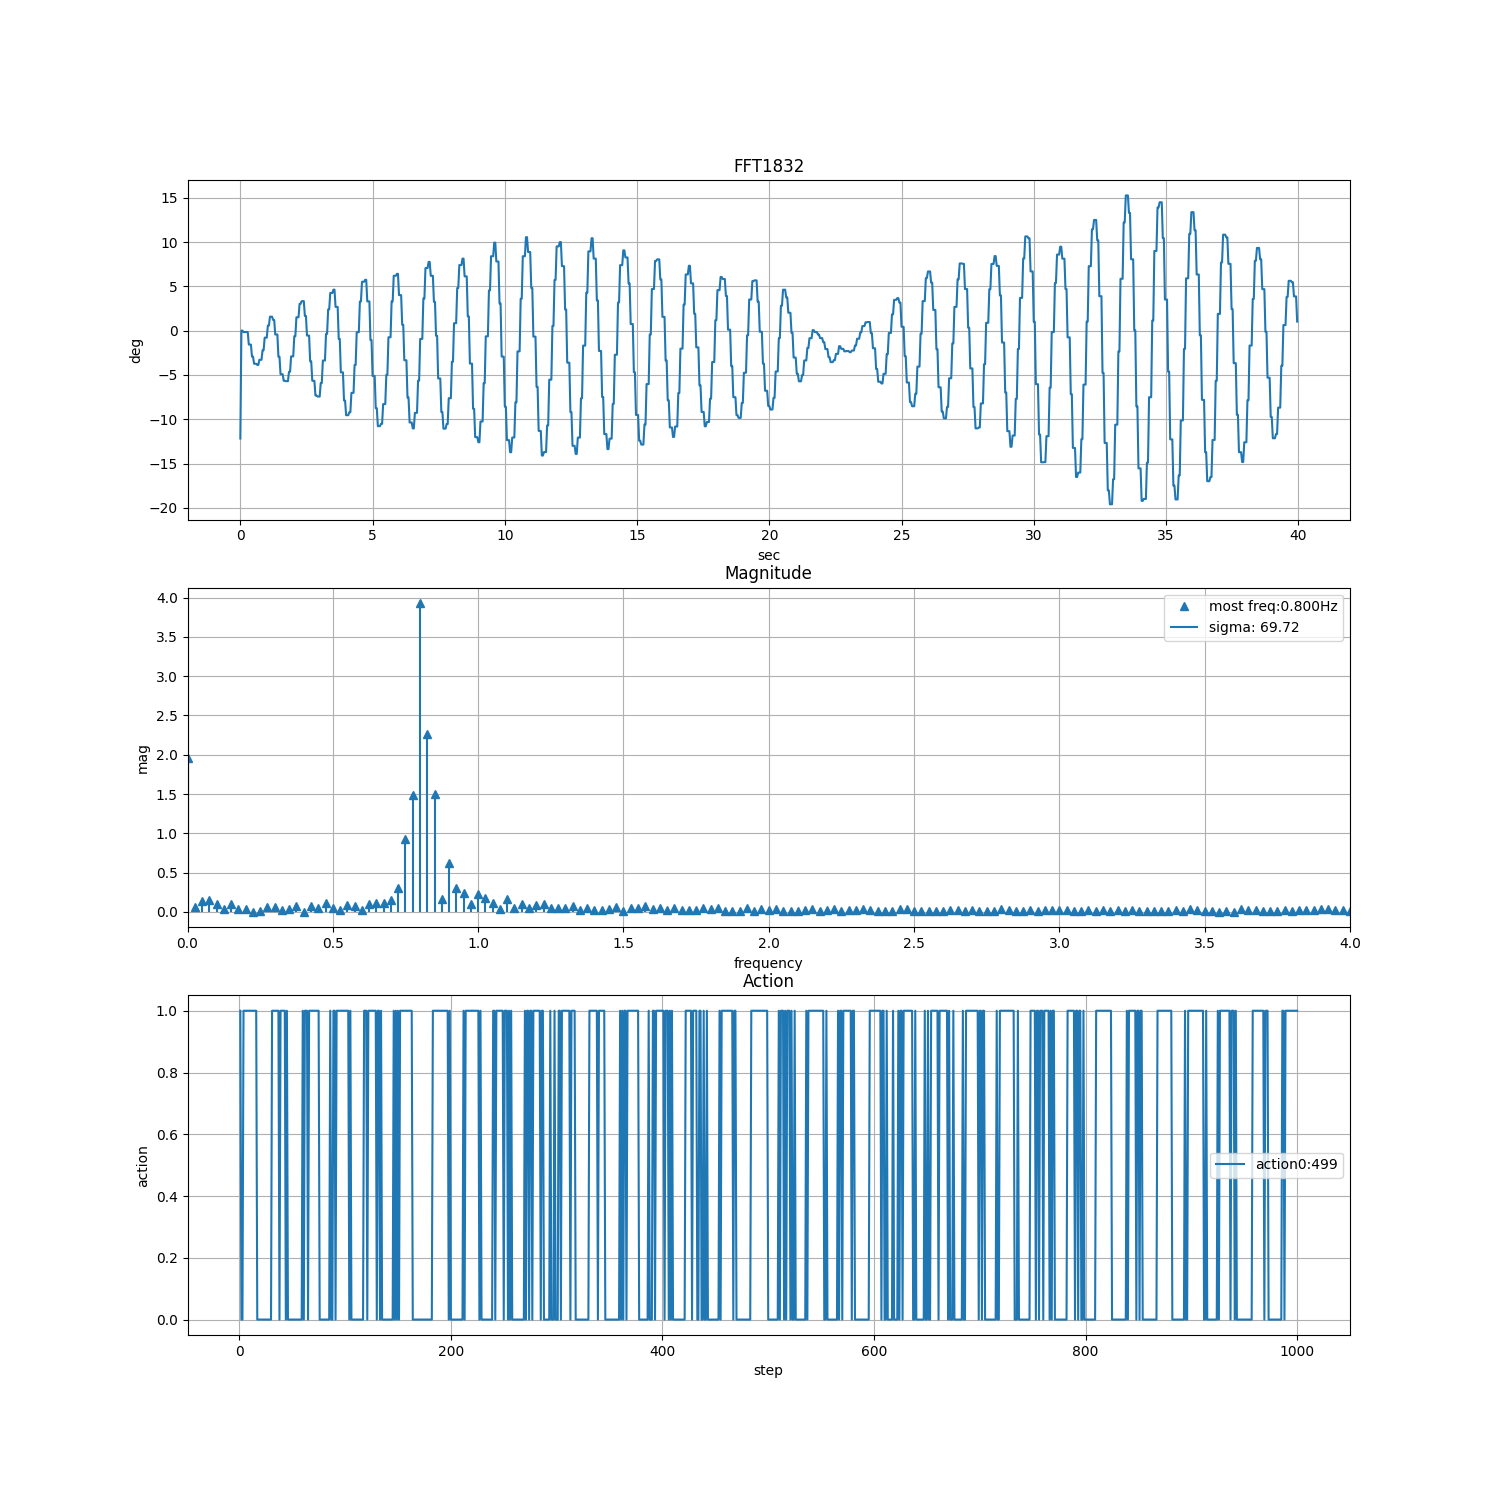 FFT1832
15
10
5
0
−5
−10
−15
−20
deg
0 5 10 15 20 25 30 35 40
sec
Magnitude
4.0
3.5
3.0
2.5
2.0
1.5
1.0
0.5
0.0
mag
most freq:0.800Hz
sigma: 69.72
0.0 0.5 1.0 1.5 2.0 2.5 3.0 3.5 4.0
frequency
Action
1.0
0.8
0.6
0.4
0.2
0.0
action
action0:499
0 200 400 600 800 1000
step